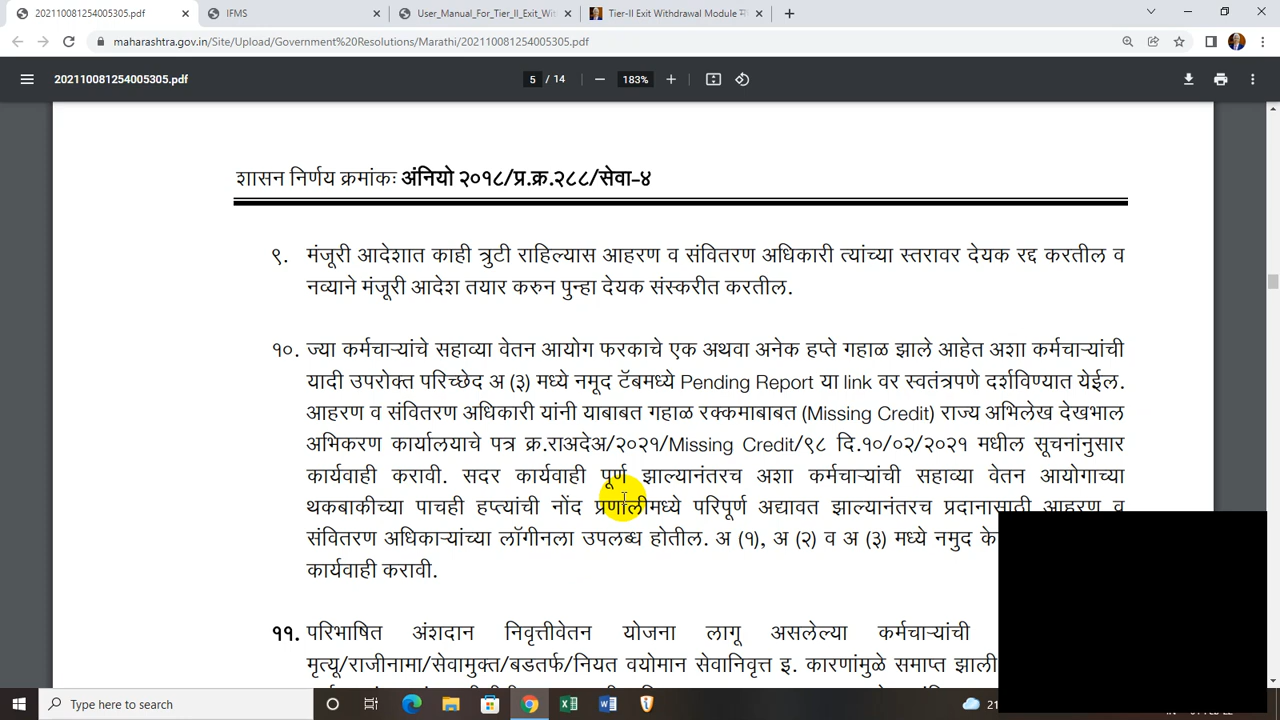 202110081254005305.pdf
IFMS
User_Manual_For_Tier_II_Exit_Wit
Tier-II Exit Withdrawal Module
maharashtra.gov.in/Site/Upload/Government%20Resolutions/Marathi/202110081254005305.pdf
202110081254005305.pdf
5 / 14
183%
शासन निर्णय क्रमांकः अंनियो २०१८/प्र.क्र.२८८/सेवा-४
९. मंजूरी आदेशात काही त्रुटी राहिल्यास आहरण व संवितरण अधिकारी त्यांच्या स्तरावर देयक रद्द करतील व
नव्याने मंजूरी आदेश तयार करुन पुन्हा देयक संस्करीत करतील.
१०. ज्या कर्मचाऱ्यांचे सहाव्या वेतन आयोग फरकाचे एक अथवा अनेक हप्ते गहाळ झाले आहेत अशा कर्मचाऱ्यांची
यादी उपरोक्त परिच्छेद अ (३) मध्ये नमूद टॅबमध्ये Pending Report या link वर स्वतंत्रपणे दर्शविण्यात येईल.
आहरण व संवितरण अधिकारी यांनी याबाबत गहाळ रक्कमाबाबत (Missing Credit) राज्य अभिलेख देखभाल
अभिकरण कार्यालयाचे पत्र क्र.राअदेअ/२०२१/Missing Credit/९८ दि.१०/०२/२०२१ मधील सूचनांनुसार
कार्यवाही करावी. सदर कार्यवाही पूर्ण झाल्यानंतरच अशा कर्मचाऱ्यांची सहाव्या वेतन आयोगाच्या
थकबाकीच्या पाचही हप्त्यांची नोंद प्रणालीमध्ये परिपूर्ण अद्यावत झाल्यानंतरच प्रदानासाठी आहरण व
संवितरण अधिकाऱ्यांच्या लॉगीनला उपलब्ध होतील. अ (१), अ (२) व अ (३) मध्ये नमुद
कार्यवाही करावी.
११. परिभाषित अंशदान निवृत्तीवेतन योजना लागू असलेल्या कर्मचाऱ्यांची
मृत्यू/राजीनामा/सेवामुक्त/बडतर्फ/नियत वयोमान सेवानिवृत्त इ. कारणांमुळे समाप्त झाली
Type here to search